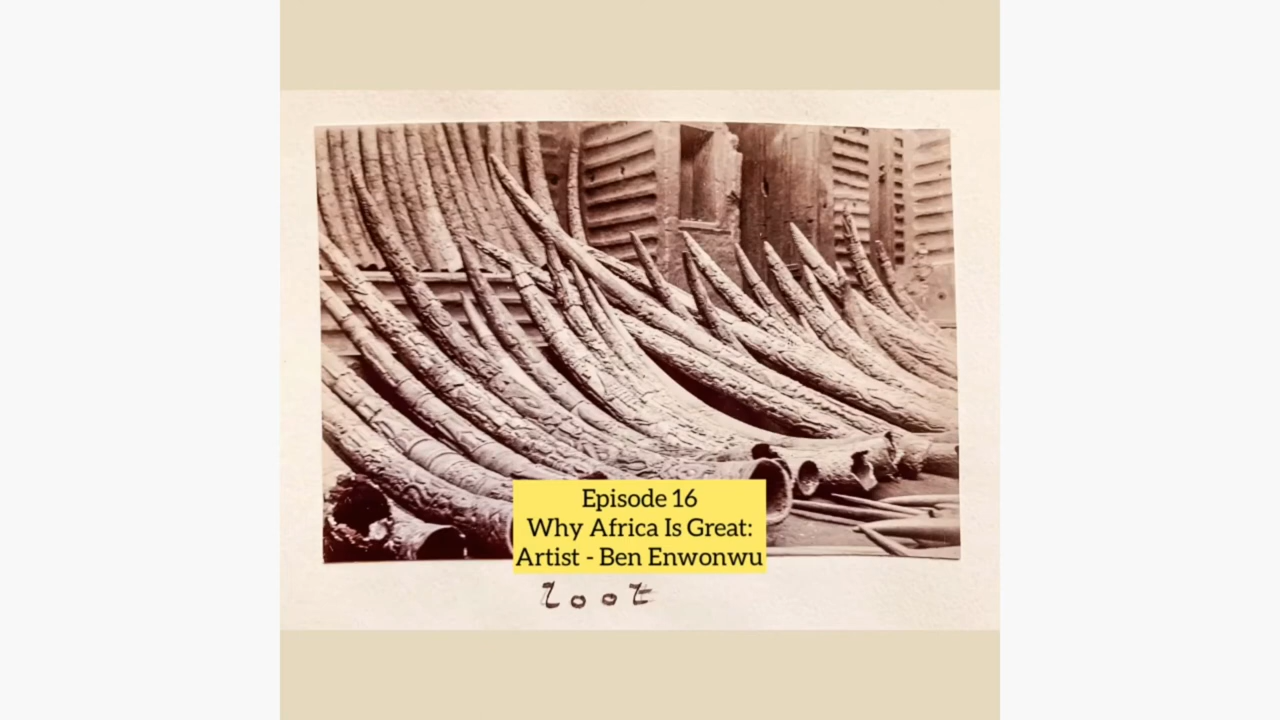 Episode 16
Why Africa Is Great:
Artist - Ben Enwonwu
loot